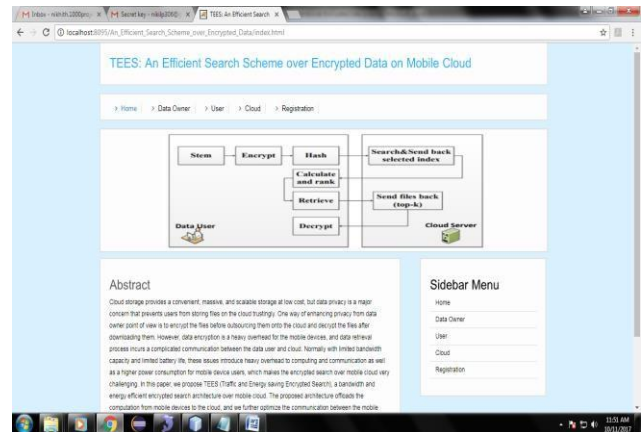 Inbox - nikhith.2000proj
Secret key - nikilp206@
TEES: An Efficient Search
localhost:8095/An_Efficient_Search_Scheme_over_Encrypted_Data/index.html
TEES: An Efficient Search Scheme over Encrypted Data on Mobile Cloud
> Home > Data Owner > User > Cloud > Registration
Stem
Encrypt
Hash
Search&Send back
selected index
Calculate
and rank
Retrieve
Send files back
(top-k)
Data User
Decrypt
Cloud Server
Abstract
Cloud storage provides a convenient, massive, and scalable storage at low cost, but data privacy is a major
concern that prevents users from storing files on the cloud trustingly. One way of enhancing privacy from data
owner point of view is to encrypt the files before outsourcing them onto the cloud and decrypt the files after
downloading them. However, data encryption is a heavy overhead for the mobile devices, and data retrieval
process incurs a complicated communication between the data user and cloud. Normally with limited bandwidth
capacity and limited battery life, these issues introduce heavy overhead to computing and communication as well
as a higher power consumption for mobile device users, which makes the encrypted search over mobile cloud very
challenging. In this paper, we propose TEES (Traffic and Energy saving Encrypted Search), a bandwidth and
energy efficient encrypted search architecture over mobile cloud. The proposed architecture offloads the
computation from mobile devices to the cloud, and we further optimize the communication between the mobile
Sidebar Menu
Home
Data Owner
User
Cloud
Registration
11:51 AM
10/11/2017